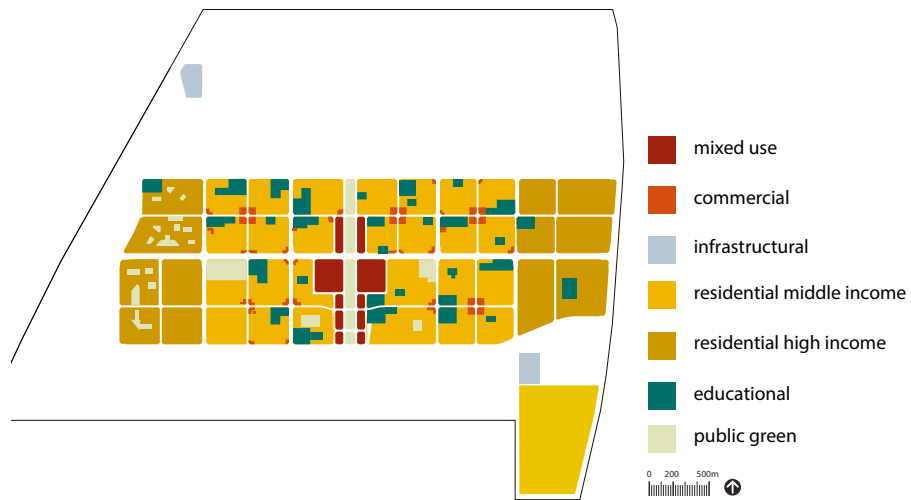 mixed use
commercial
infrastructural
residential middle income
residential high income
educational
public green
0 200 500m